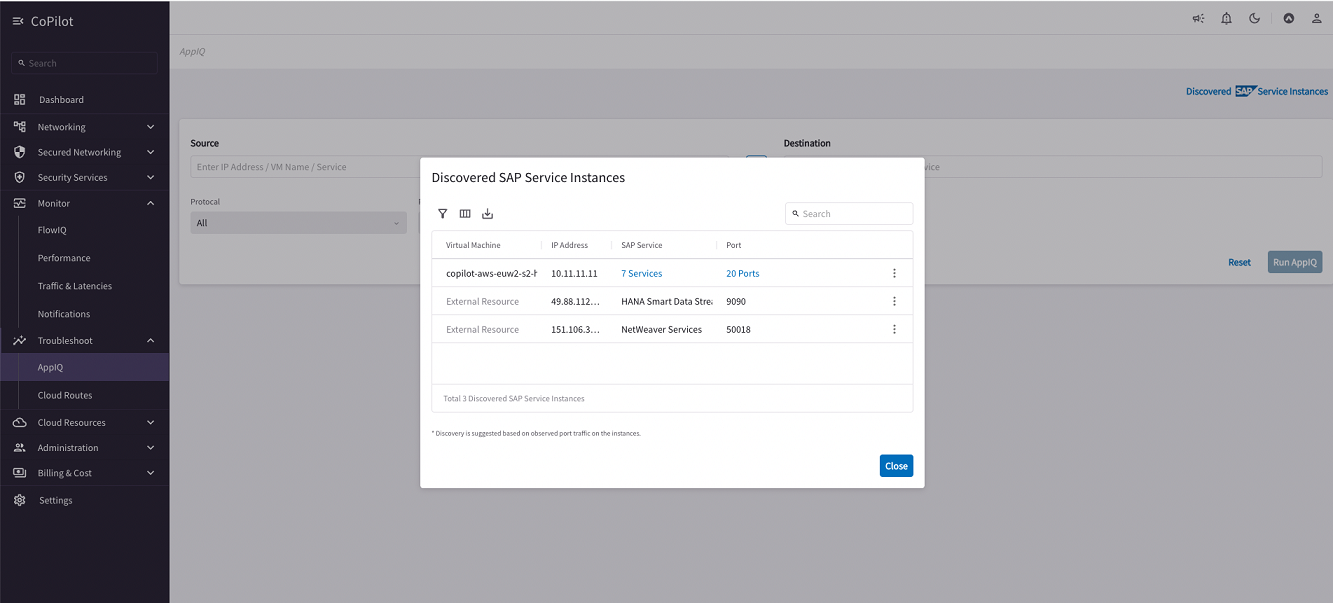 CoPilot
Search
Dashboard
Networking
Secured Networking
Security Services
Monitor
FlowIQ
Performance
Traffic & Latencies
Notifications
Troubleshoot
AppIQ
Cloud Routes
Cloud Resources
Administration
Billing & Cost
Settings
AppIQ
Discovered SAP Service Instances
Source
Destination
Enter IP Address / VM Name / Service
Protocal
All
Reset
Run AppIQ
Discovered SAP Service Instances
Search
Virtual Machine IP Address SAP Service Port
copilot-aws-euw2-s2-h 10.11.11.11 7 Services 20 Ports
External Resource 49.88.112... HANA Smart Data Strea 9090
External Resource 151.106.3... NetWeaver Services 50018
Total 3 Discovered SAP Service Instances
* Discovery is suggested based on observed port traffic on the instances.
Close